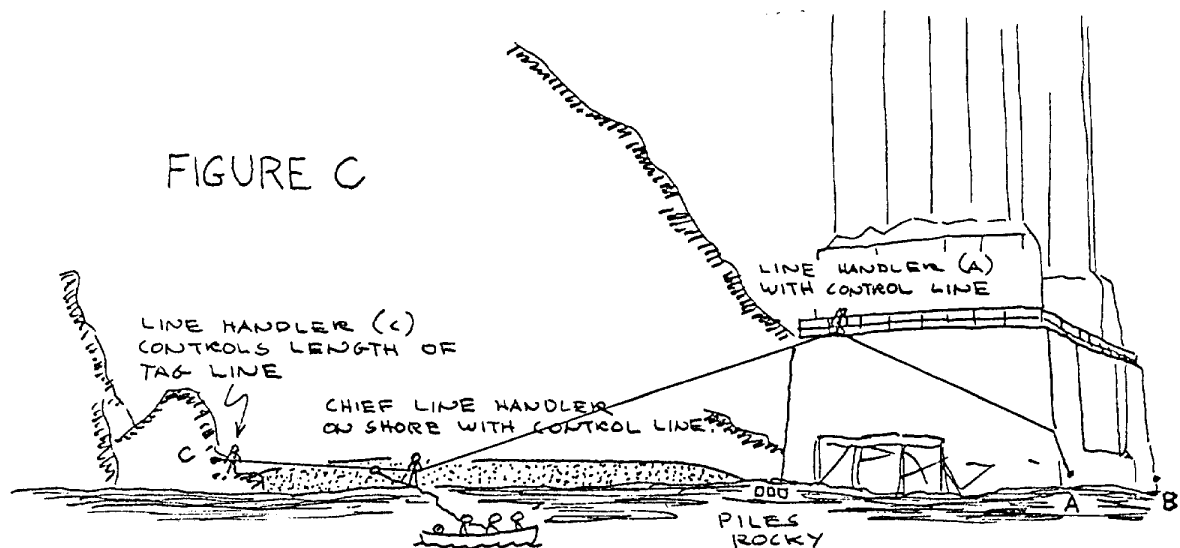 FIGURE C
LINE HANDLER (A)
WITH CONTROL LINE
LINE HANDLER (C)
CONTROLS LENGTH OF
TAG LINE
CHIEF LINE HANDLER
ON SHORE WITH CONTROL LINE.
C
A
B
PILES
ROCKY